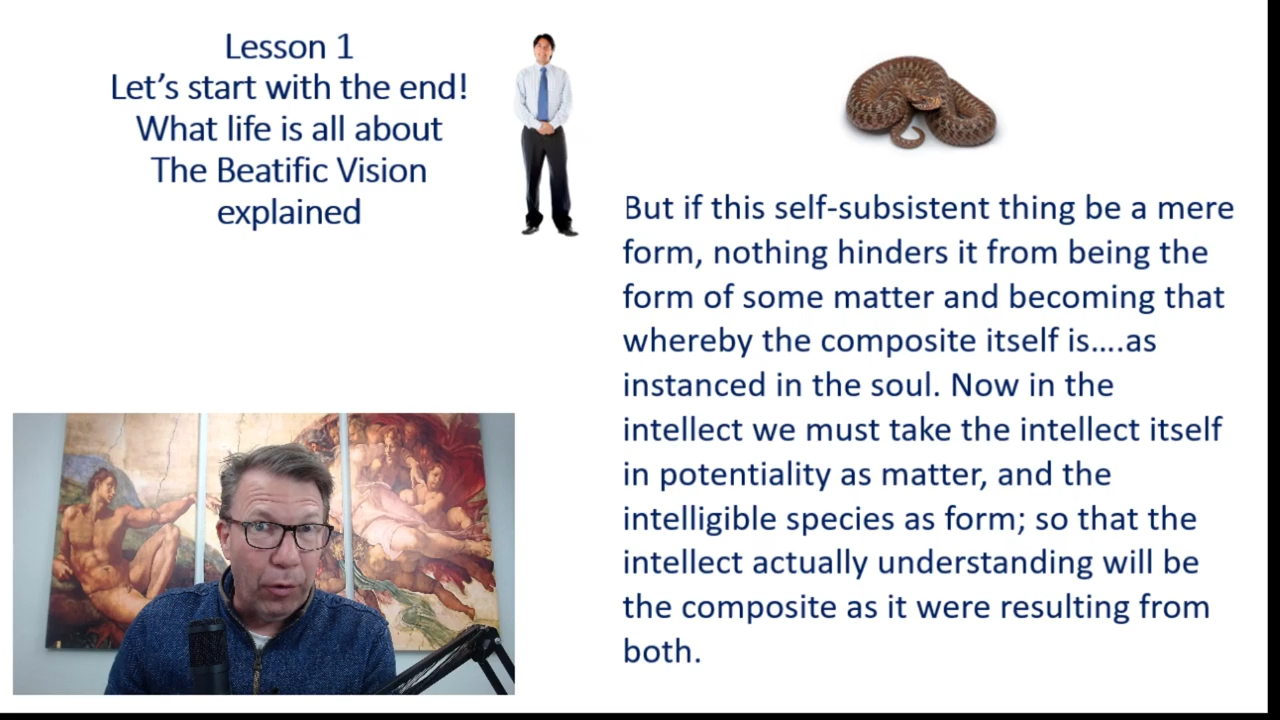 Lesson 1
Let’s start with the end!
What life is all about
The Beatific Vision
explained
But if this self-subsistent thing be a mere
form, nothing hinders it from being the
form of some matter and becoming that
whereby the composite itself is….as
instanced in the soul. Now in the
intellect we must take the intellect itself
in potentiality as matter, and the
intelligible species as form; so that the
intellect actually understanding will be
the composite as it were resulting from
both.